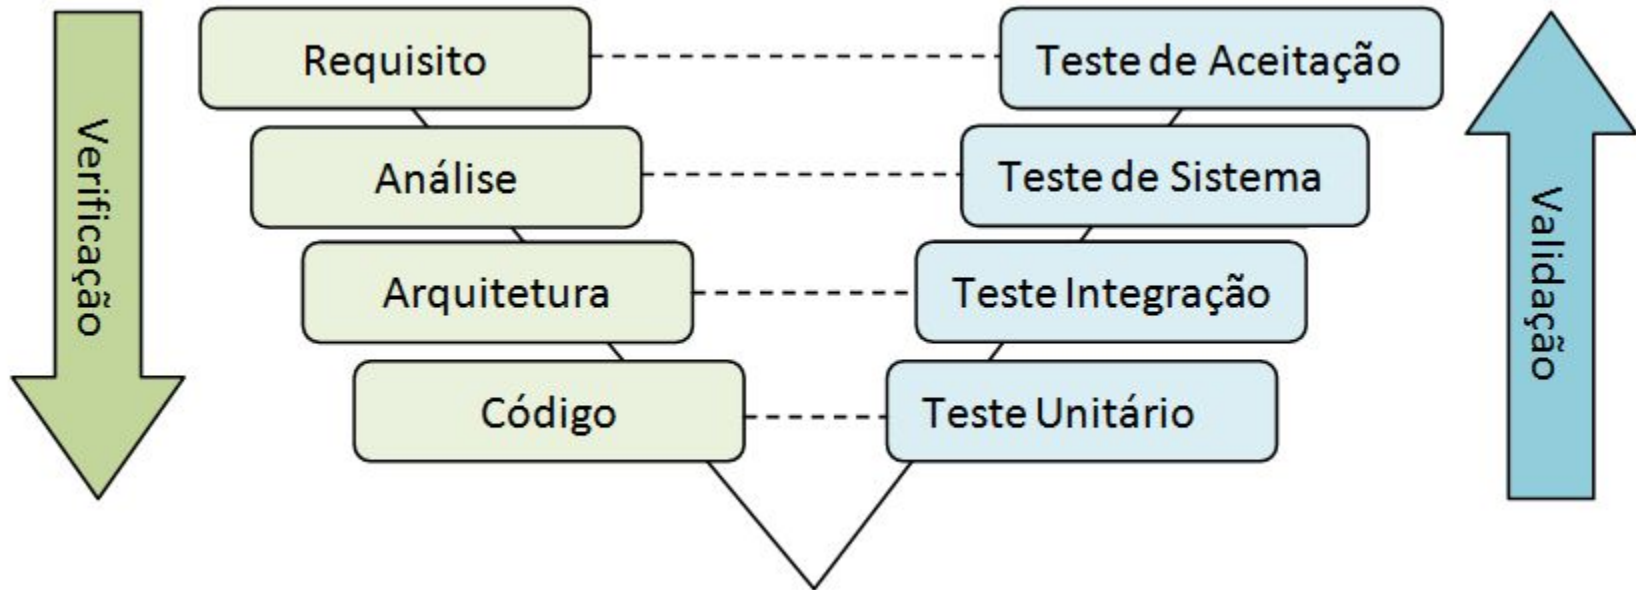 Verificação
Requisito
Teste de Aceitação
Análise
Teste de Sistema
Arquitetura
Teste Integração
Código
Teste Unitário
Validação